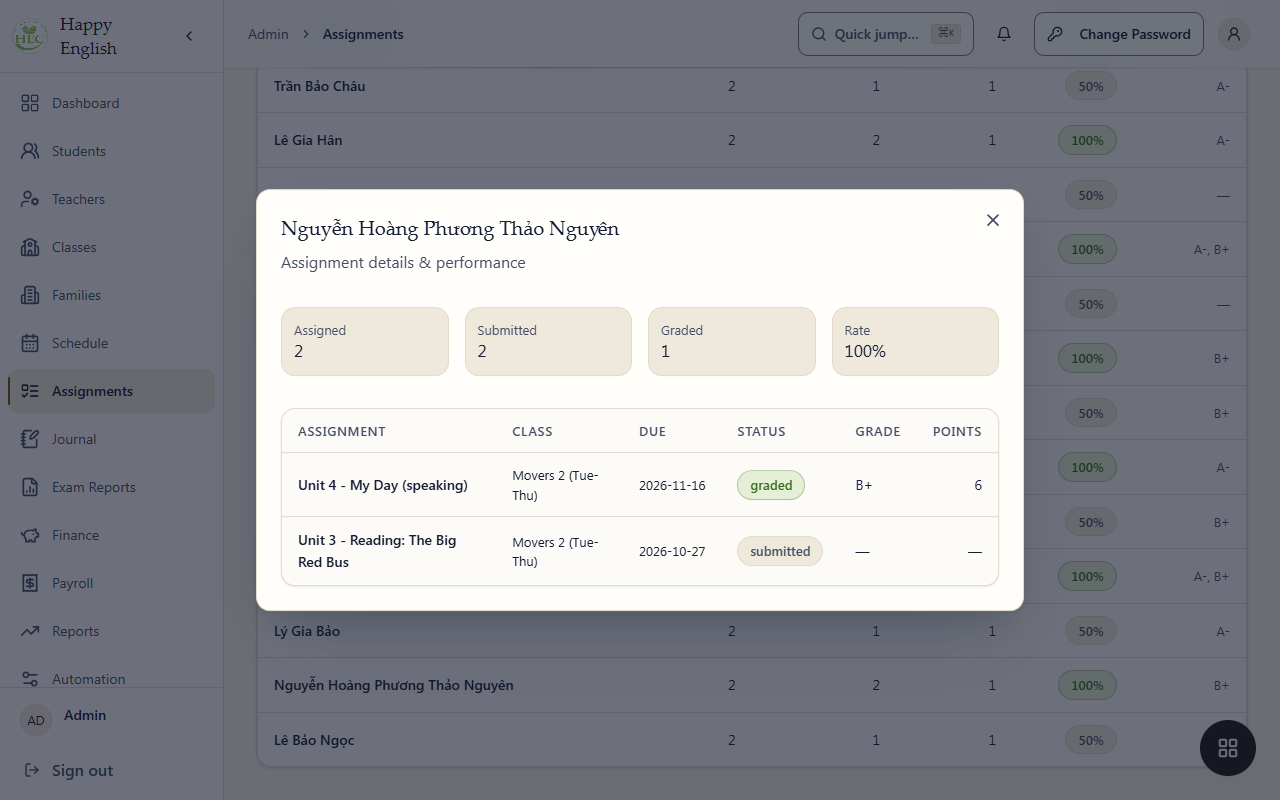 HEC
Happy
English
Admin
Assignments
Quick jump...
⌘K
Change Password
Dashboard
Students
Teachers
Classes
Families
Schedule
Assignments
Journal
Exam Reports
Finance
Payroll
Reports
Automation
AD
Admin
Sign out
Trần Bảo Châu 2 1 1 50% A-
Lê Gia Hân 2 2 1 100% A-
50% —
100% A-, B+
50% —
100% B+
50% B+
100% A-
50% B+
100% A-, B+
Nguyễn Hoàng Phương Thảo Nguyên
Assignment details & performance
Assigned
2
Submitted
2
Graded
1
Rate
100%
ASSIGNMENT CLASS DUE STATUS GRADE POINTS
Unit 4 - My Day (speaking)
Movers 2 (Tue-
Thu)
2026-11-16
graded
B+
6
Unit 3 - Reading: The Big
Red Bus
Movers 2 (Tue-
Thu)
2026-10-27
submitted
—
—
Lý Gia Bảo 2 1 1 50% A-
Nguyễn Hoàng Phương Thảo Nguyên 2 2 1 100% B+
Lê Bảo Ngọc 2 1 1 50%